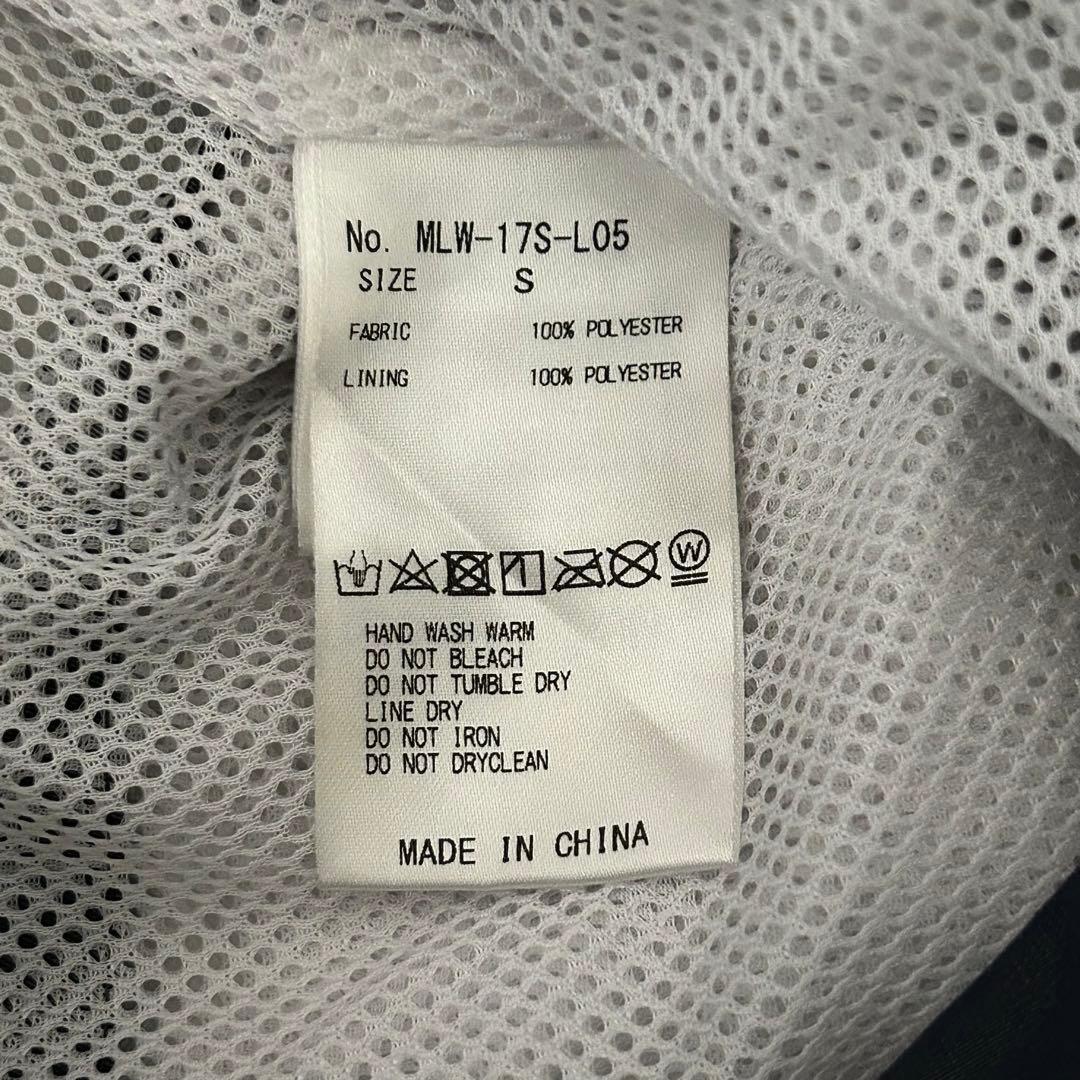 No. MLW-17S-L05
SIZE S
FABRIC 100% POLYESTER
LINING 100% POLYESTER
W
HAND WASH WARM
DO NOT BLEACH
DO NOT TUMBLE DRY
LINE DRY
DO NOT IRON
DO NOT DRYCLEAN
MADE IN CHINA